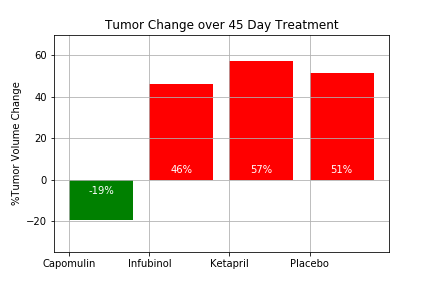 Tumor Change over 45 Day Treatment
%Tumor Volume Change
60
40
20
0
−20
-19%
46%
57%
51%
Capomulin
Infubinol
Ketapril
Placebo